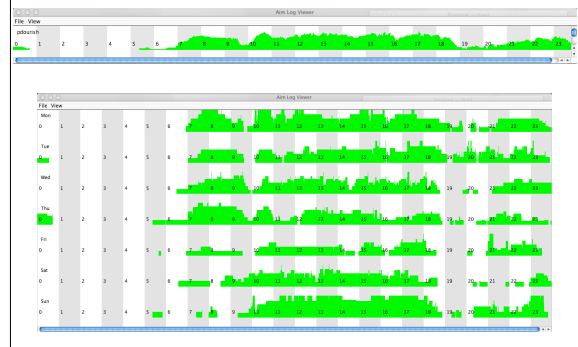 Aim Log Viewer
File View
pdourish
0 1 2 3 4 5 6 7 8 9 10 11 12 13 14 15 16 17 18 19 20 21 22 23
Aim Log Viewer
File View
Mon
0 1 2 3 4 5 6 7 8 9 10 11 12 13 14 15 16 17 18 19 20 21 22 23
Tue
0 1 2 3 4 5 6 7 8 9 10 11 12 13 14 15 16 17 18 19 20 21 22 23
Wed
0 1 2 3 4 5 6 7 8 9 10 11 12 13 14 15 16 17 18 19 20 21 22 23
Thu
0 1 2 3 4 5 6 7 8 9 10 11 12 13 14 15 16 17 18 19 20 21 22 23
Fri
0 1 2 3 4 5 6 7 8 9 10 11 12 13 14 15 16 17 18 19 20 21 22 23
Sat
0 1 2 3 4 5 6 7 8 9 10 11 12 13 14 15 16 17 18 19 20 21 22 23
Sun
0 1 2 3 4 5 6 7 8 9 10 11 12 13 14 15 16 17 18 19 20 21 22 23